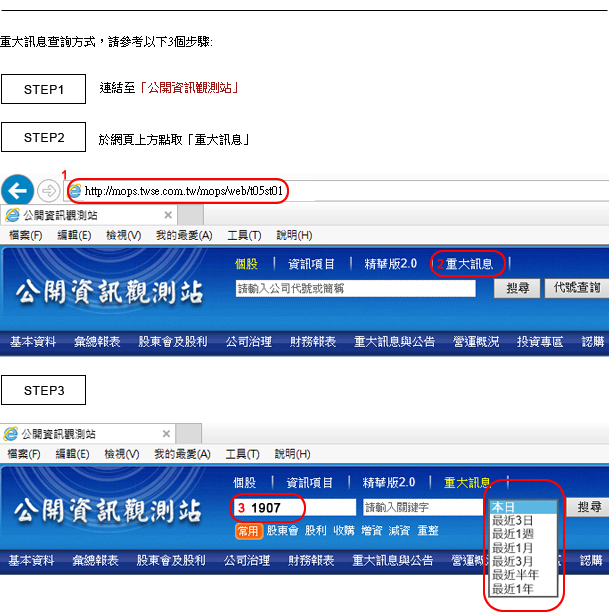 重大訊息查詢方式，請參考以下3個步驟:
STEP1 連結至「公開資訊觀測站」
STEP2 於網頁上方點取「重大訊息」
1
http://mops.twse.com.tw/mops/web/t05st01
公開資訊觀測站 ×
檔案(F) 編輯(E) 檢視(V) 我的最愛(A) 工具(T) 說明(H)
個股 資訊項目 精華版2.0 2重大訊息
公開資訊觀測站
請輸入公司代號或簡稱 搜尋 代號查詢
基本資料 彙總報表 股東會及股利 公司治理 財務報表 重大訊息與公告 營運概況 投資專區 認購
STEP3
公開資訊觀測站 ×
檔案(F) 編輯(E) 檢視(V) 我的最愛(A) 工具(T) 說明(H)
個股 資訊項目 精華版2.0 重大訊息
公開資訊觀測站
3 1907 請輸入關鍵字 本日 搜尋
常用 股東會 股利 收購 增資 減資 重整
最近3日
最近1週
最近1月
最近3月
最近半年
最近1年
基本資料 彙總報表 股東會及股利 公司治理 財務報表 重大訊息與公告 營運 區 認購